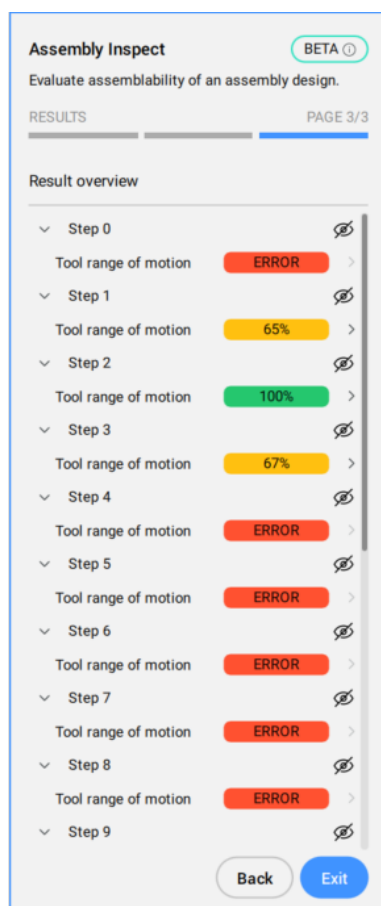 Assembly Inspect BETA
Evaluate assemblability of an assembly design.
RESULTS PAGE 3/3
Result overview
Step 0
Tool range of motion ERROR
Step 1
Tool range of motion 65%
Step 2
Tool range of motion 100%
Step 3
Tool range of motion 67%
Step 4
Tool range of motion ERROR
Step 5
Tool range of motion ERROR
Step 6
Tool range of motion ERROR
Step 7
Tool range of motion ERROR
Step 8
Tool range of motion ERROR
Step 9
Back Exit